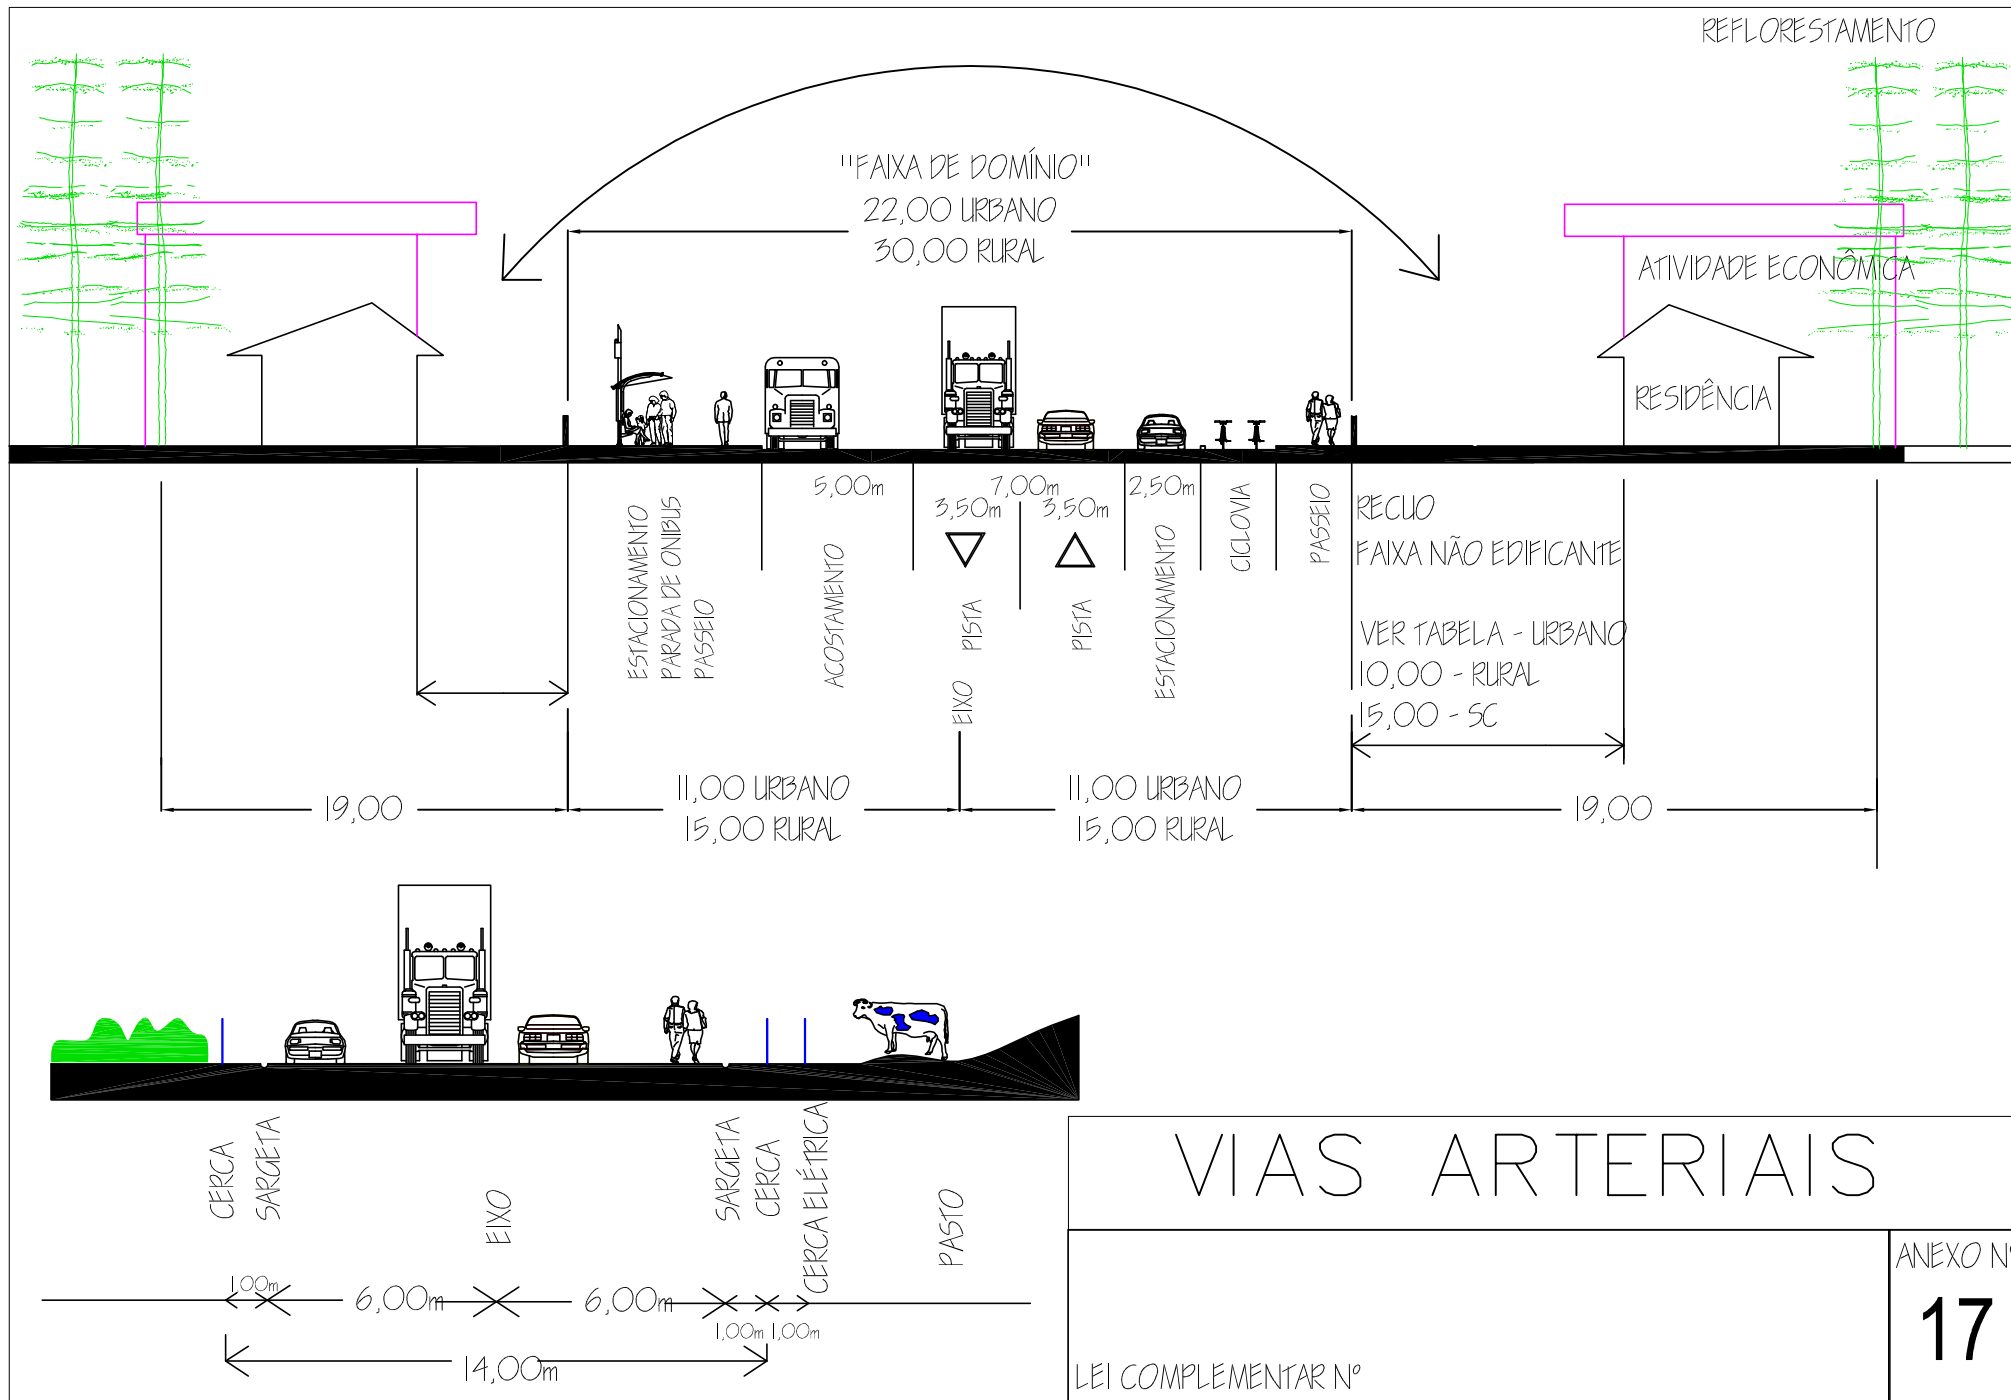 REFLORESTAMENTO
"FAIXA DE DOMÍNIO"
22,00 URBANO
30,00 RURAL
ATIVIDADE ECONÔMICA
RESIDÊNCIA
5,00m
7,00m
2,50m
3,50m
3,50m
ESTACIONAMENTO
PARADA DE ONIBUS
PASSEIO
ACOSTAMENTO
PISTA
EIXO
PISTA
ESTACIONAMENTO
CICLOVIA
PASSEIO
RECUO
FAIXA NÃO EDIFICANTE
VER TABELA - URBANO
10,00 - RURAL
15,00 - SC
19,00
11,00 URBANO
15,00 RURAL
11,00 URBANO
15,00 RURAL
19,00
CERCA
SARGETA
EIXO
SARGETA
CERCA
CERCA ELÉTRICA
PASTO
1,00m
6,00m
6,00m
1,00m
1,00m
14,00m
VIAS ARTERIAIS
ANEXO Nº
17
LEI COMPLEMENTAR Nº